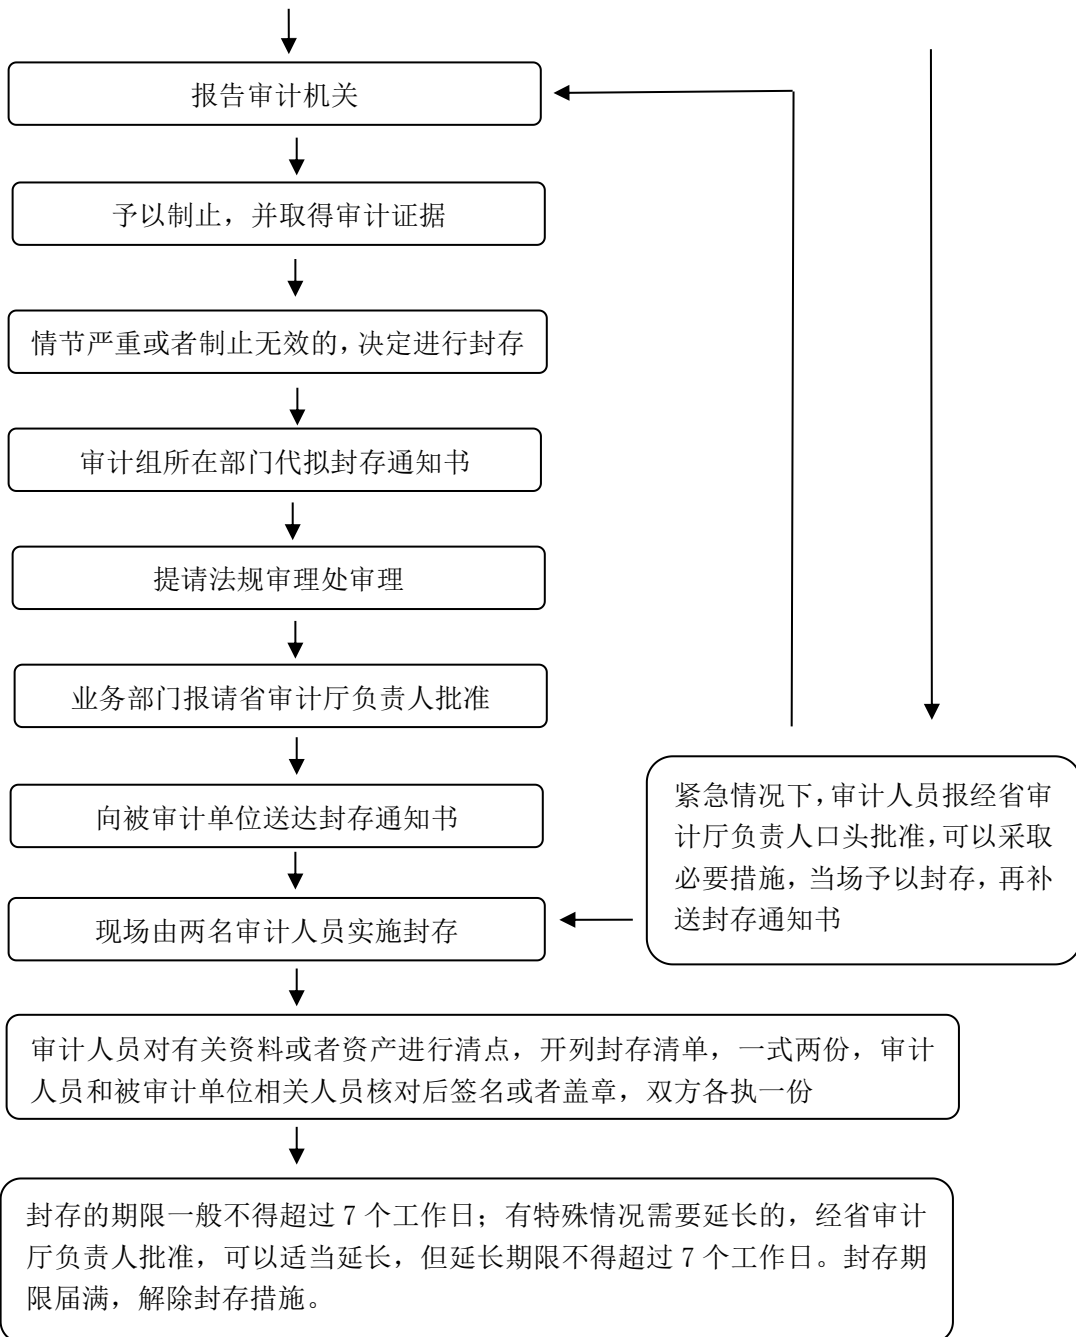 报告审计机关
予以制止，并取得审计证据
情节严重或者制止无效的，决定进行封存
审计组所在部门代拟封存通知书
提请法规审理处审理
业务部门报请省审计厅负责人批准
向被审计单位送达封存通知书
紧急情况下，审计人员报经省审
计厅负责人口头批准，可以采取
必要措施，当场予以封存，再补
送封存通知书
现场由两名审计人员实施封存
审计人员对有关资料或者资产进行清点，开列封存清单，一式两份，审计
人员和被审计单位相关人员核对后签名或者盖章，双方各执一份
封存的期限一般不得超过 7 个工作日；有特殊情况需要延长的，经省审计
厅负责人批准，可以适当延长，但延长期限不得超过 7 个工作日。封存期
限届满，解除封存措施。